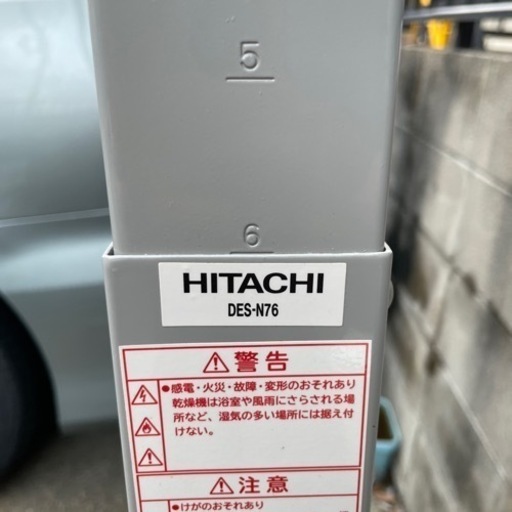 5
6
HITACHI
DES-N76
警告
●感電・火災・故障・変形のおそれあり
乾燥機は浴室や風雨にさらされる場
所など、湿気の多い場所には据え付
けない。
注意
●けがのおそれあり